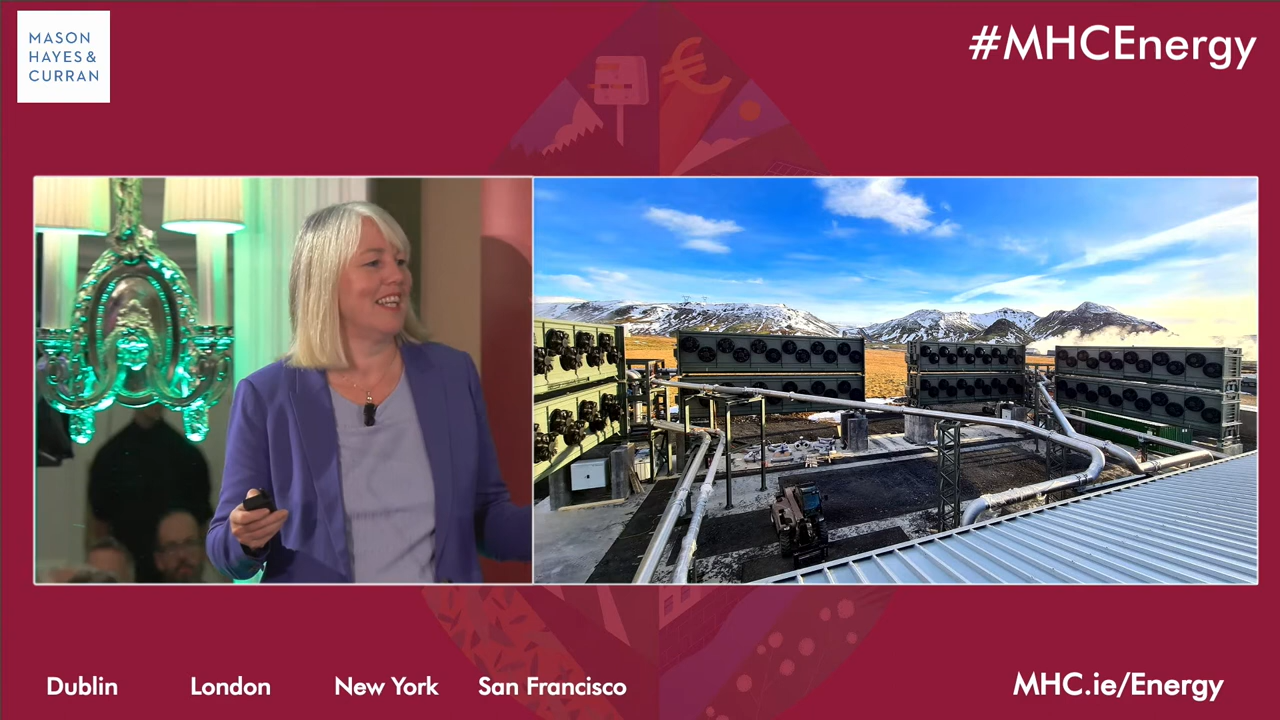 MASON
HAYES &
CURRAN
#MHCEnergy
Dublin
London
New York
San Francisco
MHC.ie/Energy